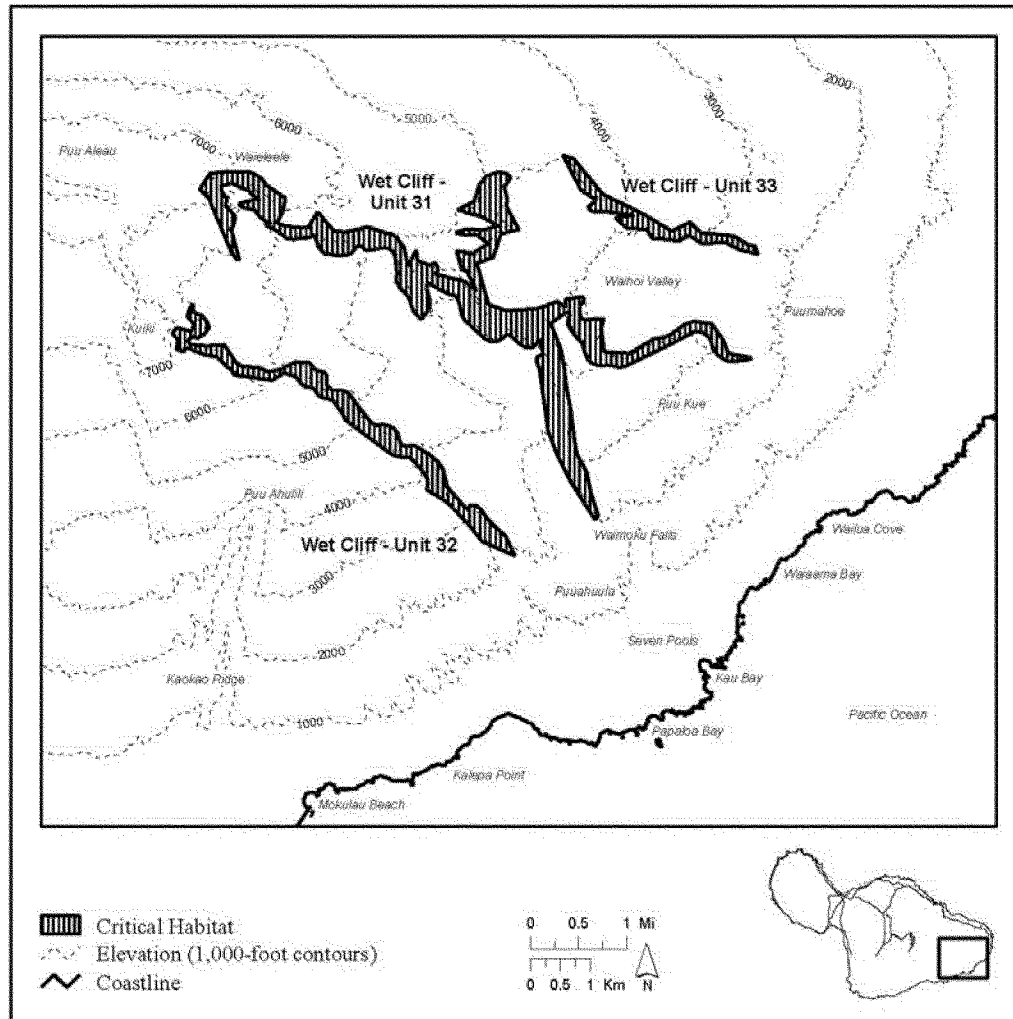 2000
3000
4000
5000
6000
7000
Puu Aleau
Waieleele
Wet Cliff -
Unit 31
Wet Cliff - Unit 33
Waihoi Valley
Puumahoe
Kuiki
7000
6000
Puu Kue
5000
Puu Ahulili
4000
Wet Cliff - Unit 32
Waimoku Falls
Wailua Cove
3000
Waiaama Bay
Puuahuula
Seven Pools
2000
Kaokao Ridge
Kau Bay
Pacific Ocean
1000
Papaloa Bay
Kalepa Point
Mokulau Beach
Critical Habitat
Elevation (1,000-foot contours)
Coastline
0 0.5 1 Mi
0 0.5 1 Km
N